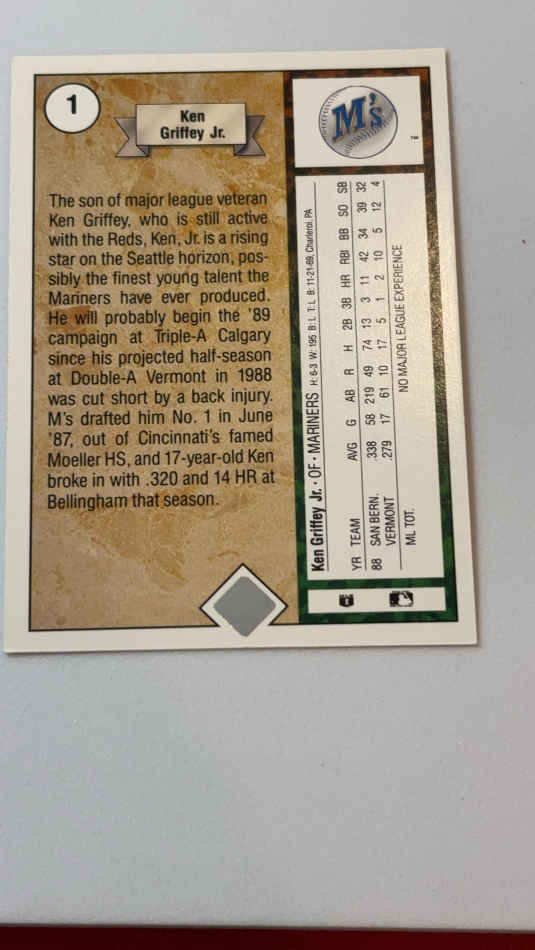 1
Ken
Griffey Jr.
The son of major league veteran
Ken Griffey, who is still active
with the Reds, Ken, Jr. is a rising
star on the Seattle horizon, pos-
sibly the finest young talent the
Mariners have ever produced.
He will probably begin the '89
campaign at Triple-A Calgary
since his projected half-season
at Double-A Vermont in 1988
was cut short by a back injury.
M's drafted him No. 1 in June
'87, out of Cincinnati's famed
Moeller HS, and 17-year-old Ken
broke in with .320 and 14 HR at
Bellingham that season.
M's
TM
Ken Griffey Jr. • OF • MARINERS H: 6-3 W: 195 B: L T: L B: 11-21-69, Charleroi, PA
YR TEAM AVG G AB R H 2B 3B HR RBI BB SO SB
88 SAN BERN. .338 58 219 49 74 13 3 11 42 34 39 32
VERMONT .279 17 61 10 17 5 1 2 10 5 12 4
ML TOT. NO MAJOR LEAGUE EXPERIENCE